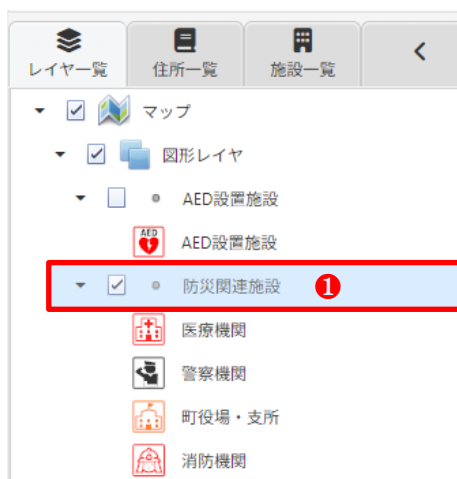 レイヤー覧 住所一覧 施設一覧
マップ
図形レイヤ
AED設置施設
AED
AED設置施設
防災関連施設 ❶
医療機関
警察機関
町役場・支所
消防機関